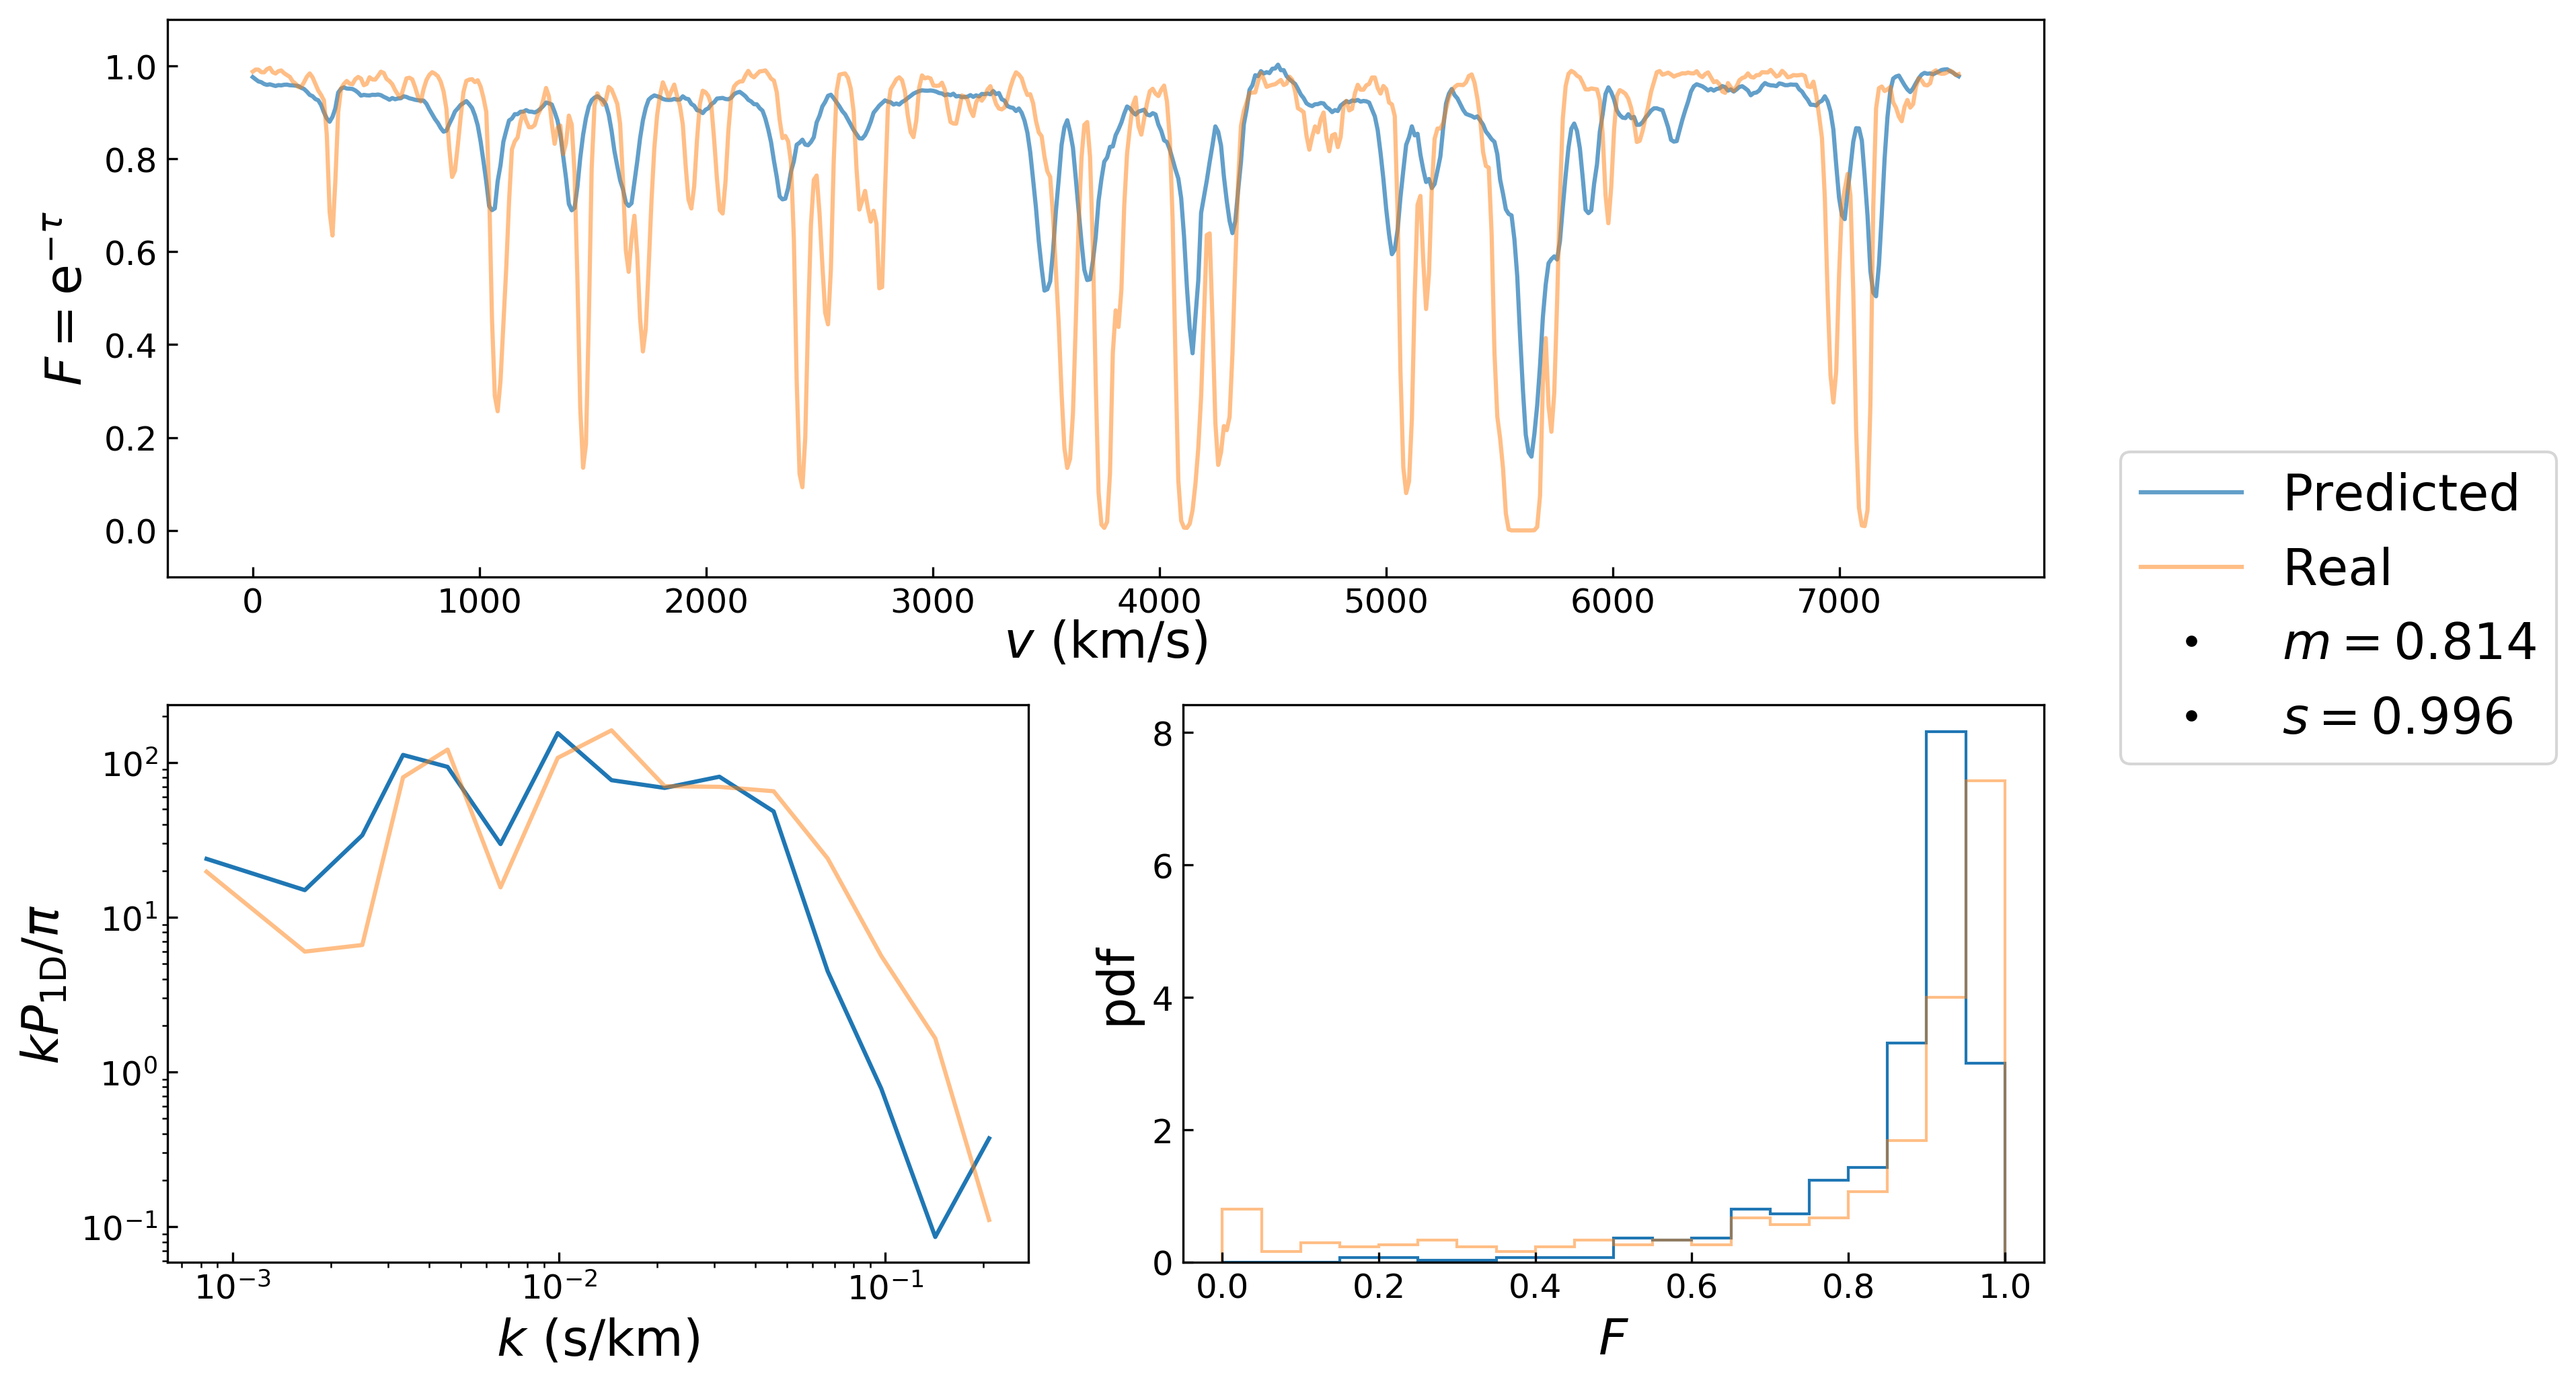 F = e^{-τ}
1.0
0.8
0.6
0.4
0.2
0.0
0 1000 2000 3000 4000 5000 6000 7000
v (km/s)
Predicted
Real
m = 0.814
s = 0.996
kP_{1D}/π
10^2
10^1
10^0
10^{-1}
10^{-3} 10^{-2} 10^{-1}
k (s/km)
pdf
8
6
4
2
0
0.0 0.2 0.4 0.6 0.8 1.0
F